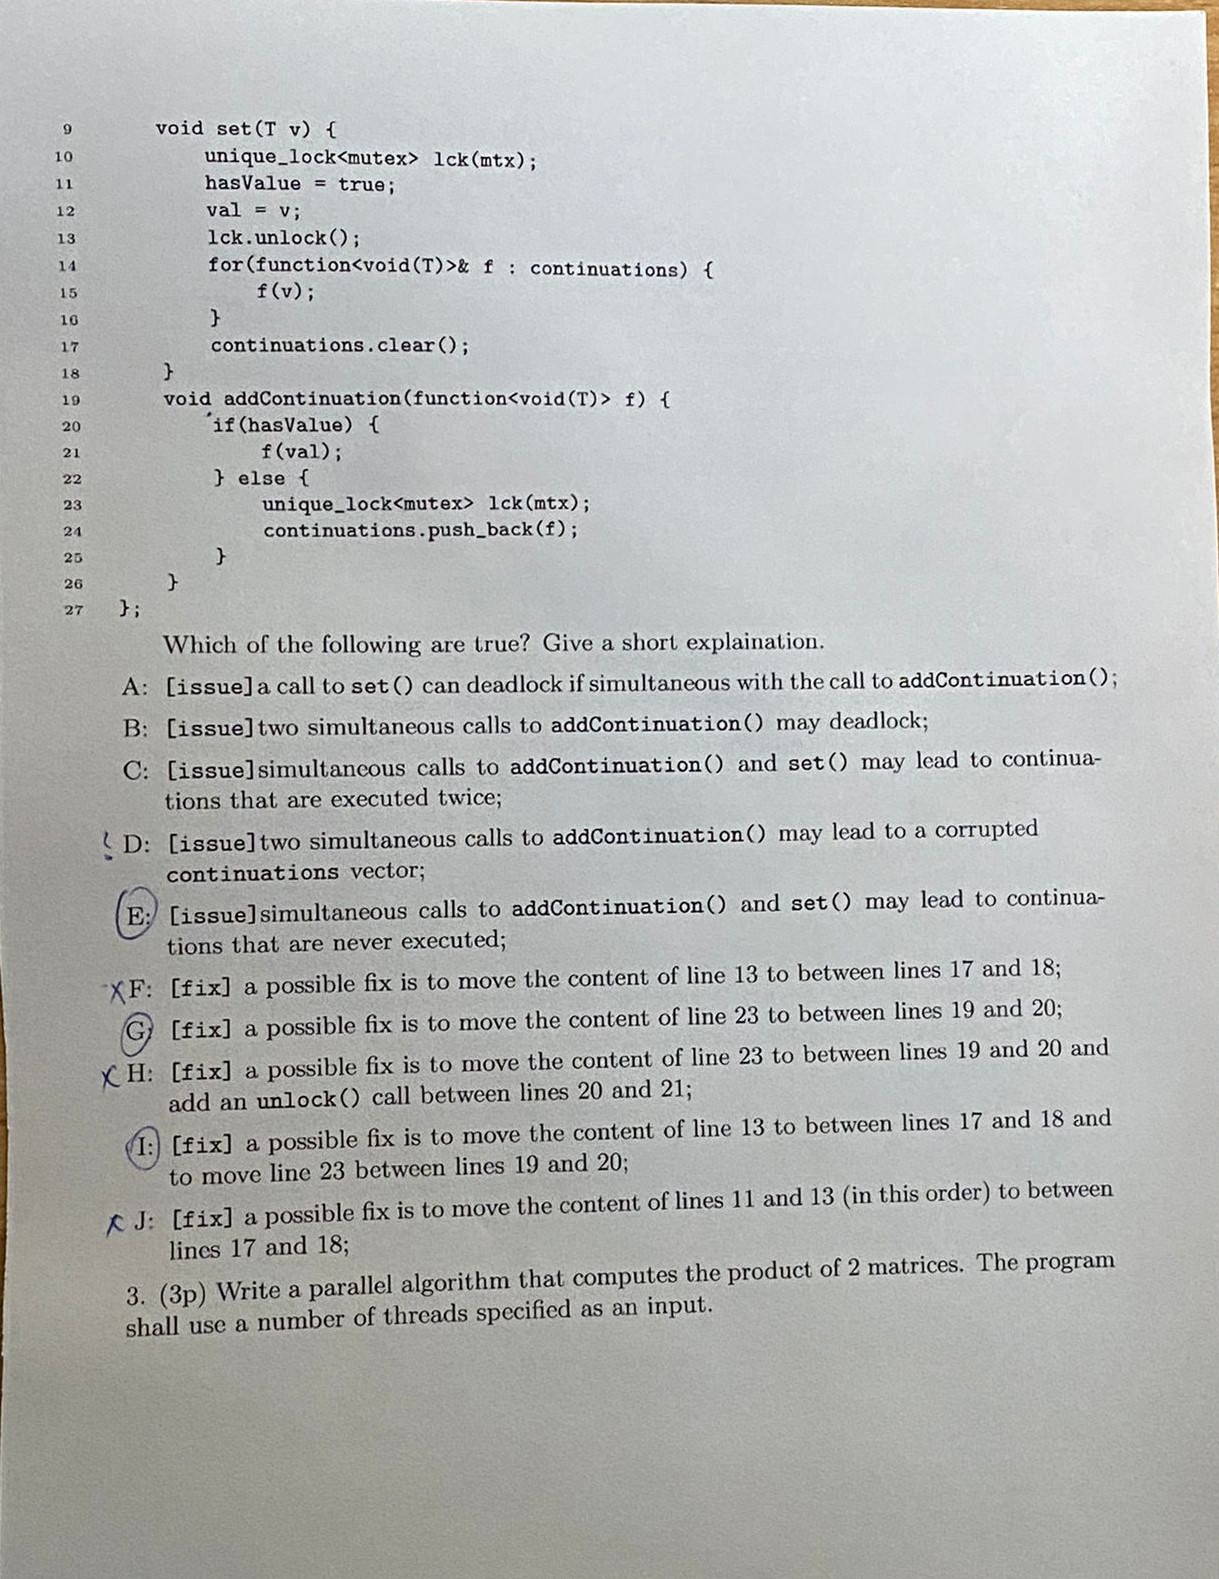 9 void set(T v) {
10 unique_lock<mutex> lck(mtx);
11 hasValue = true;
12 val = v;
13 lck.unlock();
14 for(function<void(T)>& f : continuations) {
15 f(v);
16 }
17 continuations.clear();
18 }
19 void addContinuation(function<void(T)> f) {
20 if(hasValue) {
21 f(val);
22 } else {
23 unique_lock<mutex> lck(mtx);
24 continuations.push_back(f);
25 }
26 }
27 };
Which of the following are true? Give a short explaination.
A: [issue]a call to set() can deadlock if simultaneous with the call to addContinuation();
B: [issue]two simultaneous calls to addContinuation() may deadlock;
C: [issue]simultaneous calls to addContinuation() and set() may lead to continua-
tions that are executed twice;
D: [issue]two simultaneous calls to addContinuation() may lead to a corrupted
continuations vector;
E: [issue]simultaneous calls to addContinuation() and set() may lead to continua-
tions that are never executed;
X F: [fix] a possible fix is to move the content of line 13 to between lines 17 and 18;
G: [fix] a possible fix is to move the content of line 23 to between lines 19 and 20;
X H: [fix] a possible fix is to move the content of line 23 to between lines 19 and 20 and
add an unlock() call between lines 20 and 21;
I: [fix] a possible fix is to move the content of line 13 to between lines 17 and 18 and
to move line 23 between lines 19 and 20;
X J: [fix] a possible fix is to move the content of lines 11 and 13 (in this order) to between
lines 17 and 18;
3. (3p) Write a parallel algorithm that computes the product of 2 matrices. The program
shall use a number of threads specified as an input.